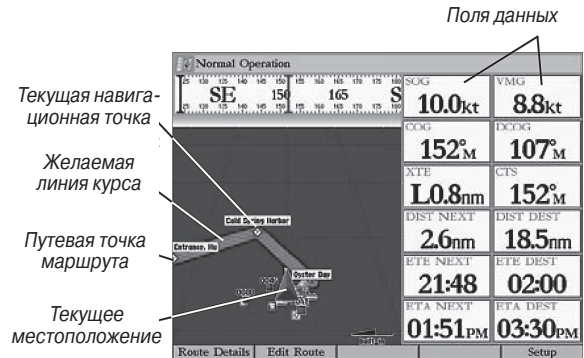 Поля данных
Normal Operation
SE 150 165 S
SOG VMG
10.0kt 8.8kt
COG DCOG
152°M 107°M
XTE CTS
L0.8nm 152°M
DIST NEXT DIST DEST
2.6nm 18.5nm
ETE NEXT ETE DEST
21:48 02:00
ETA NEXT ETA DEST
01:51PM 03:30PM
Текущая навига-
ционная точка
Желаемая
линия курса
Путевая точка
маршрута
Текущее
местоположение
Cold Spring Harbor
Entrance, Hu
Oyster Bay
Route Details Edit Route Setup